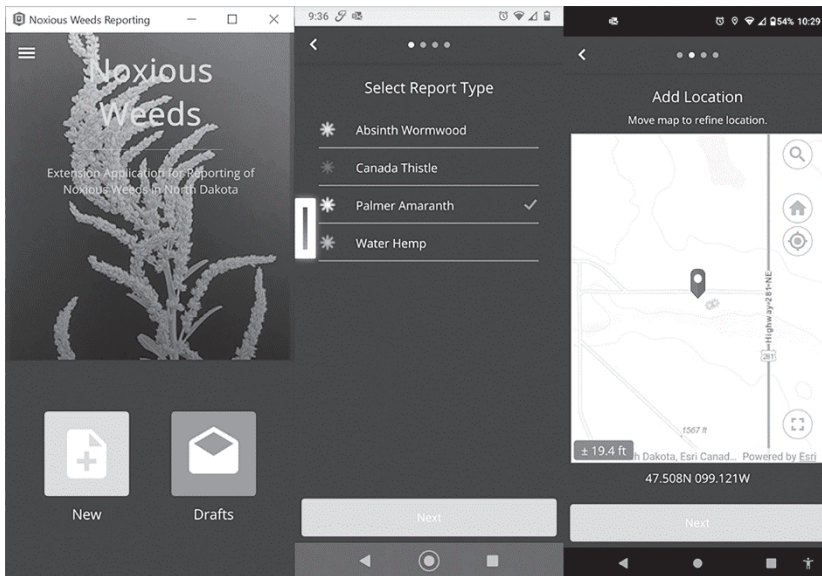 Noxious Weeds Reporting
Noxious
Weeds
Extension Application for Reporting of
Noxious Weeds in North Dakota
New
Drafts
9:36
Select Report Type
Absinth Wormwood
Canada Thistle
Palmer Amaranth
Water Hemp
Next
54% 10:29
Add Location
Move map to refine location.
Highway-281-NE
281
1567 ft
± 19.4 ft
h Dakota, Esri Canad... Powered by Esri
47.508N 099.121W
Next